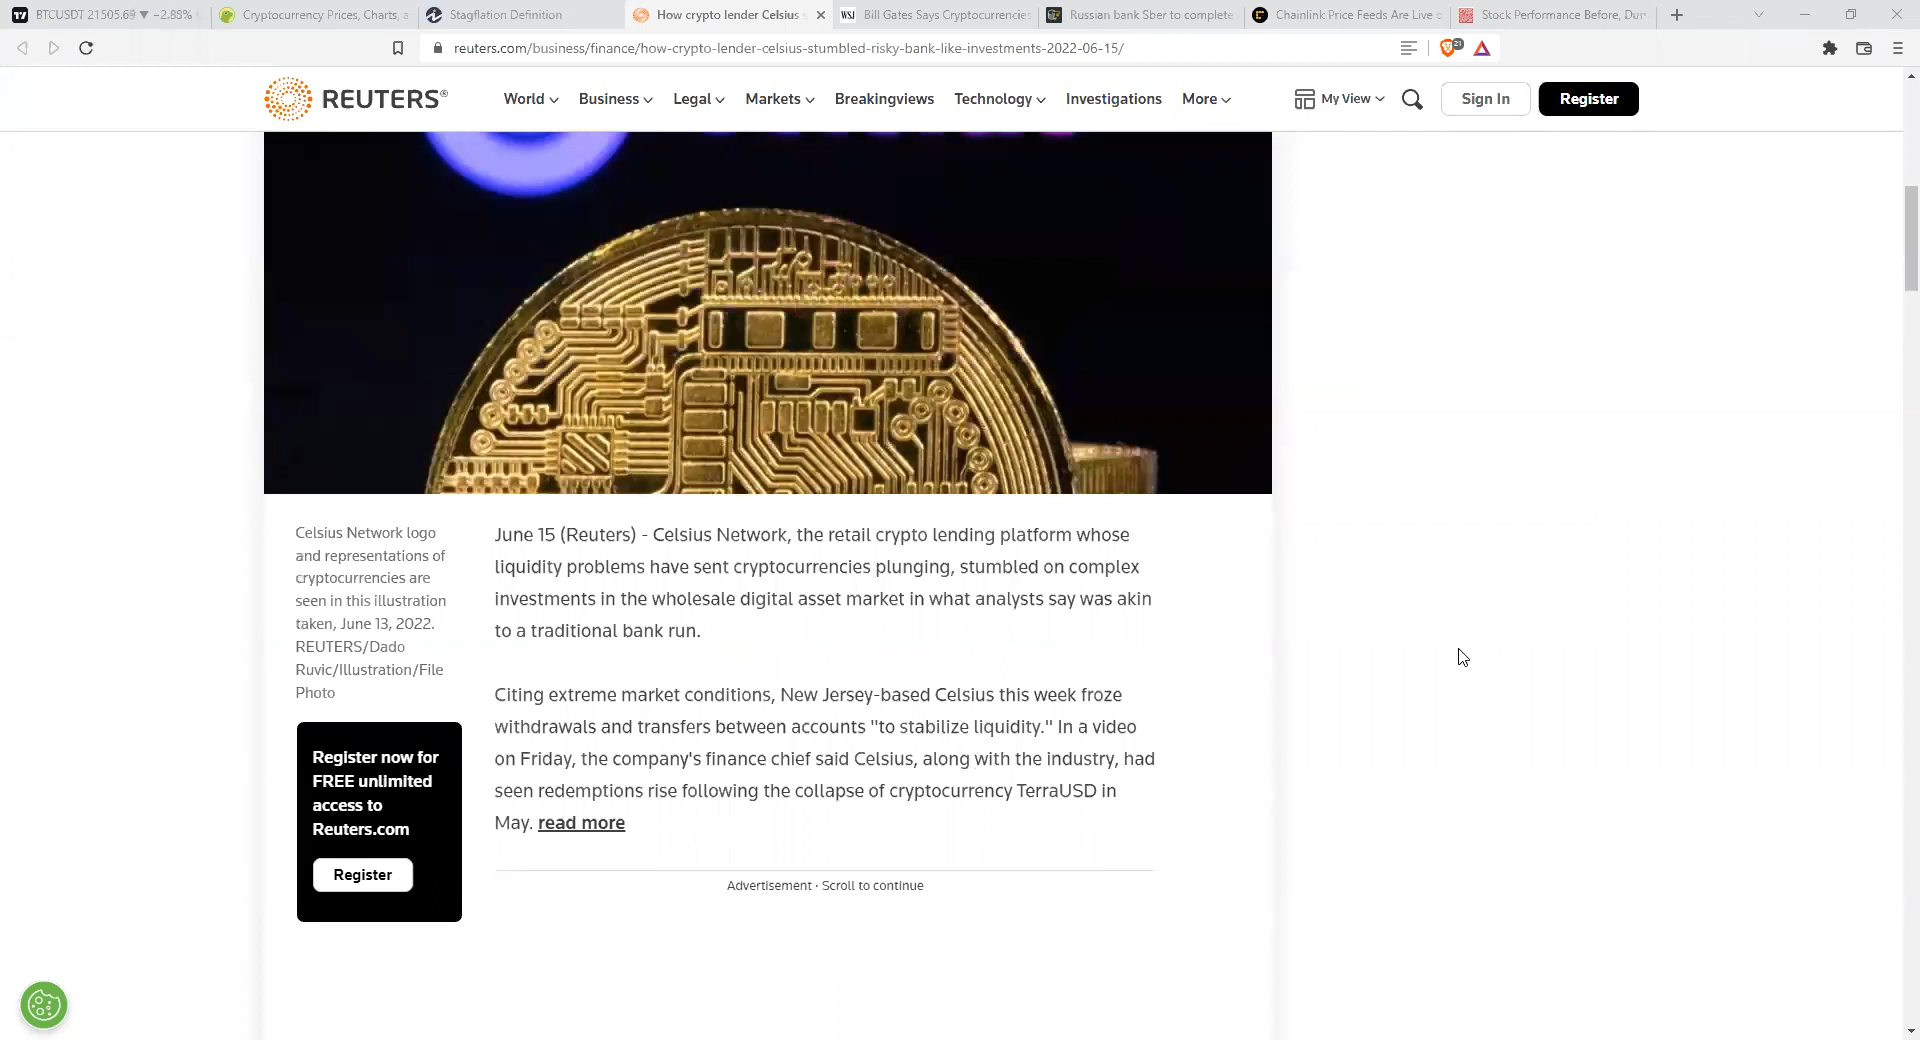 BTCUSDT 21505.69 ▼ −2.88%
Cryptocurrency Prices, Charts, a
Stagflation Definition
How crypto lender Celsius
WSJ
Bill Gates Says Cryptocurrencies
Russian bank Sber to complete
Chainlink Price Feeds Are Live o
Stock Performance Before, Dur
reuters.com/business/finance/how-crypto-lender-celsius-stumbled-risky-bank-like-investments-2022-06-15/
21
REUTERS®
World
Business
Legal
Markets
Breakingviews
Technology
Investigations
More
My View
Sign In
Register
Celsius Network logo
and representations of
cryptocurrencies are
seen in this illustration
taken, June 13, 2022.
REUTERS/Dado
Ruvic/Illustration/File
Photo
Register now for
FREE unlimited
access to
Reuters.com
Register
June 15 (Reuters) - Celsius Network, the retail crypto lending platform whose
liquidity problems have sent cryptocurrencies plunging, stumbled on complex
investments in the wholesale digital asset market in what analysts say was akin
to a traditional bank run.
Citing extreme market conditions, New Jersey-based Celsius this week froze
withdrawals and transfers between accounts "to stabilize liquidity." In a video
on Friday, the company's finance chief said Celsius, along with the industry, had
seen redemptions rise following the collapse of cryptocurrency TerraUSD in
May. read more
Advertisement · Scroll to continue